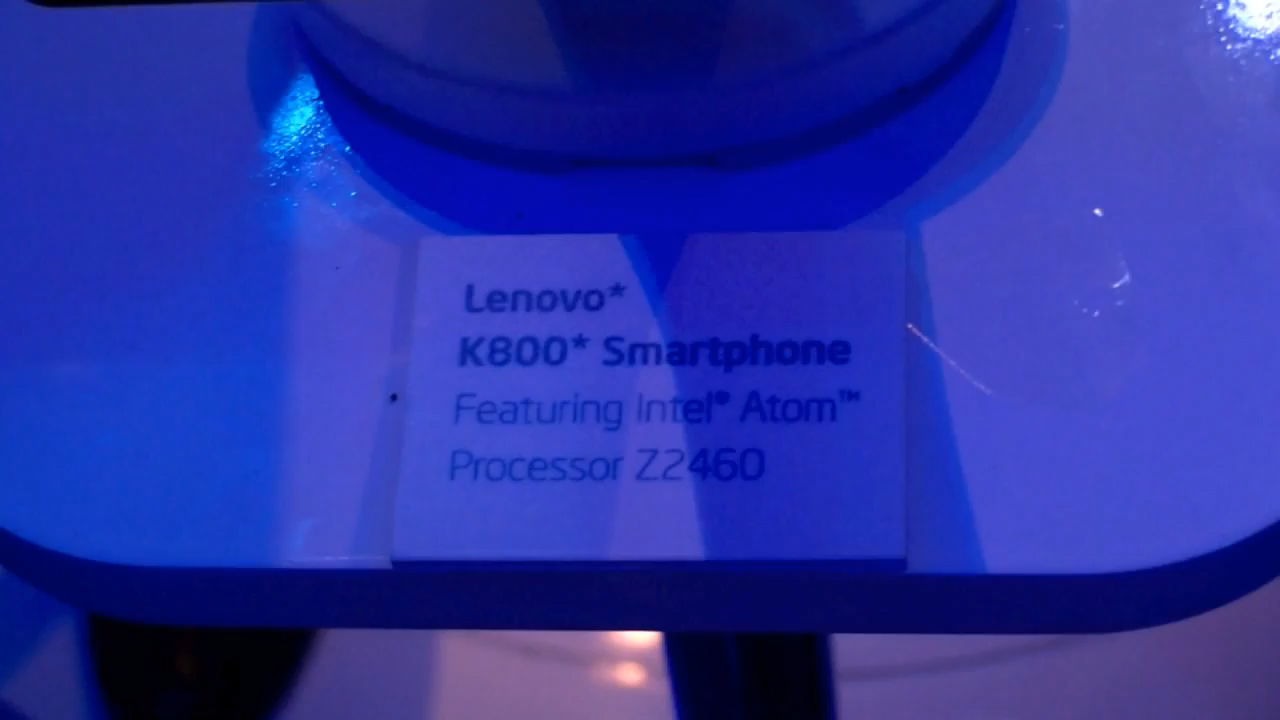 Lenovo*
K800* Smartphone
Featuring Intel® Atom™
Processor Z2460